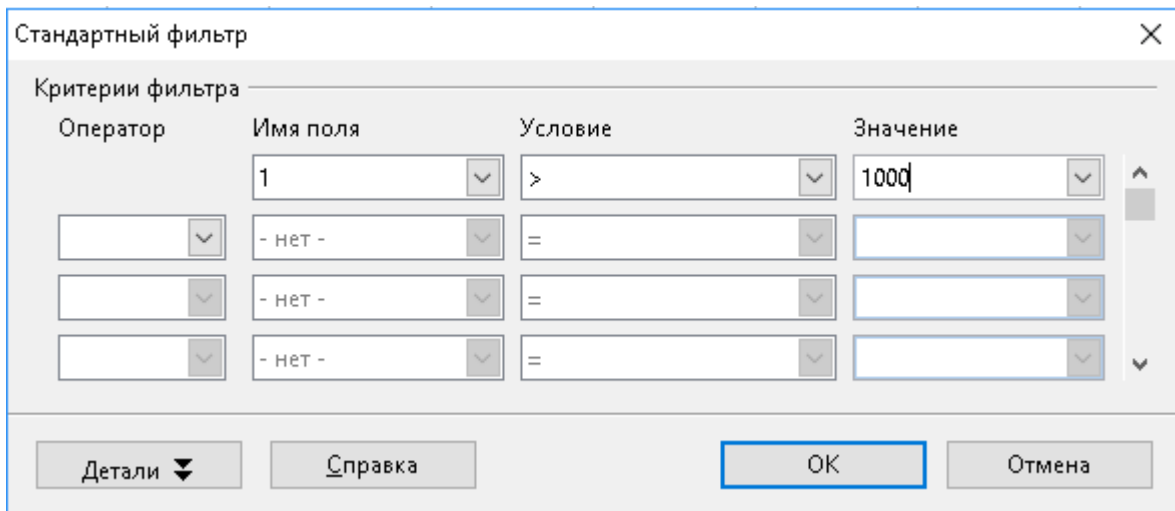 Стандартный фильтр
Критерии фильтра
Оператор Имя поля Условие Значение
1 > 1000
- нет - =
- нет - =
- нет - =
Детали Справка OK Отмена